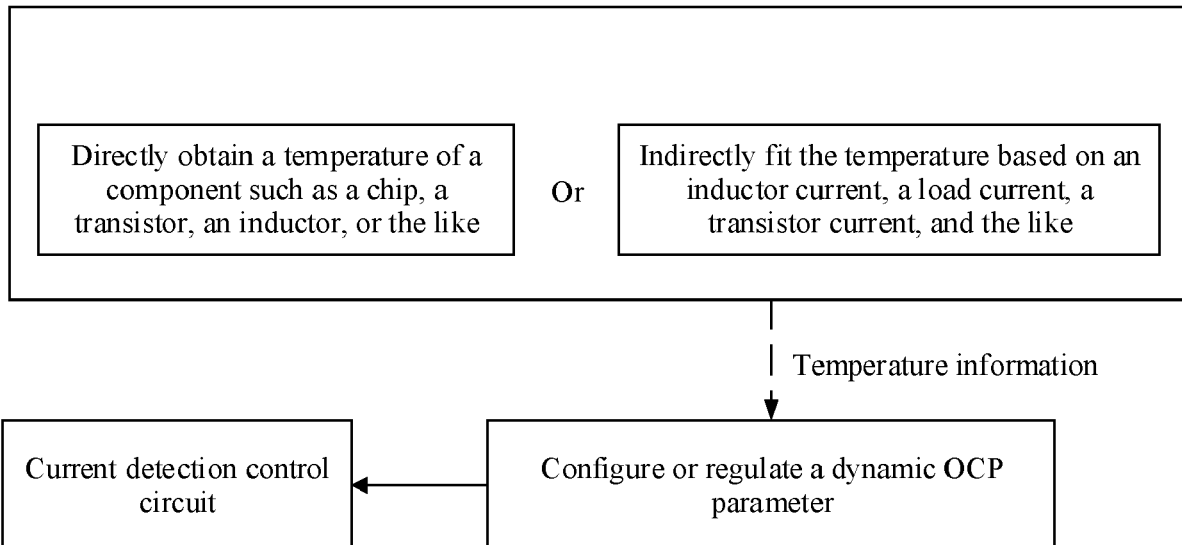 Directly obtain a temperature of a
component such as a chip, a
transistor, an inductor, or the like
Or
Indirectly fit the temperature based on an
inductor current, a load current, a
transistor current, and the like
Temperature information
Current detection control
circuit
Configure or regulate a dynamic OCP
parameter